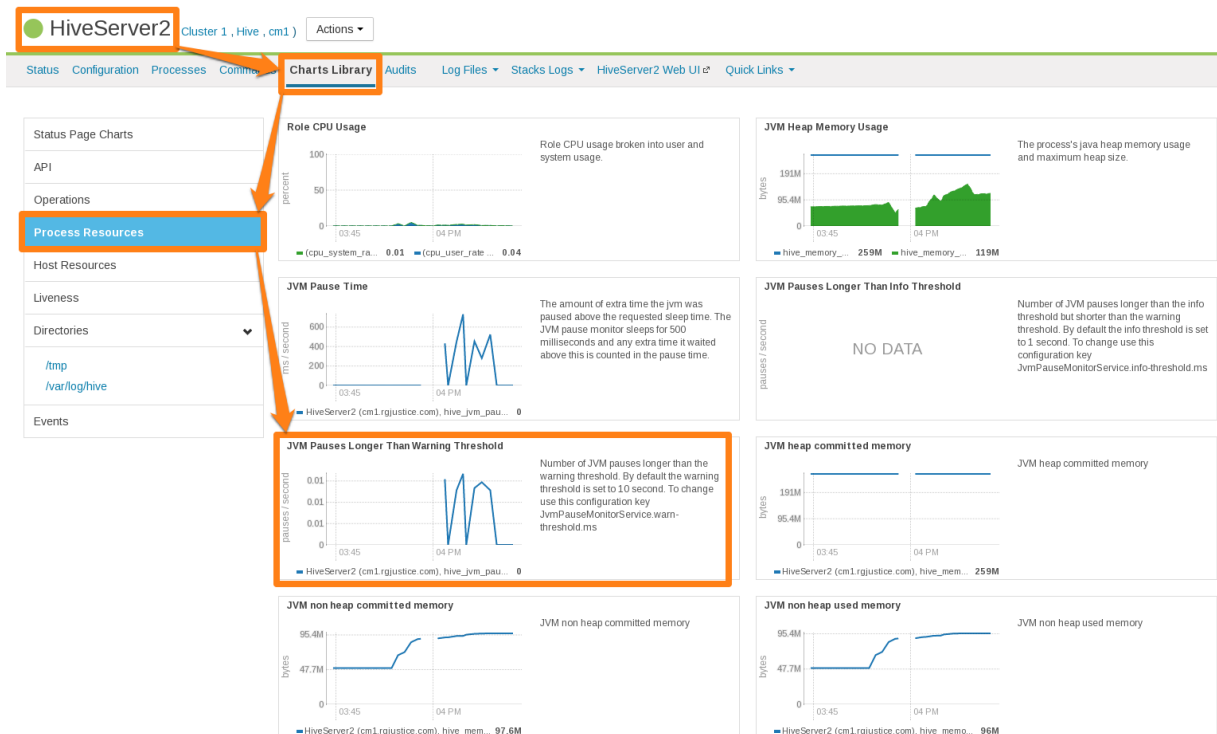 HiveServer2 Cluster 1 , Hive , cm1 ) Actions
Status Configuration Processes Charts Library Audits Log Files Stacks Logs HiveServer2 Web UI Quick Links
Status Page Charts
API
Operations
Process Resources
Host Resources
Liveness
Directories
/tmp
/var/log/hive
Events
Role CPU Usage
Role CPU usage broken into user and
system usage.
percent
100
50
0
03:45 04 PM
(cpu_system_ra... 0.01 (cpu_user_rate ... 0.04
JVM Heap Memory Usage
The process's java heap memory usage
and maximum heap size.
bytes
191M
95.4M
0
03:45 04 PM
hive_memory_... 259M hive_memory_... 119M
JVM Pause Time
The amount of extra time the jvm was
paused above the requested sleep time. The
JVM pause monitor sleeps for 500
milliseconds and any extra time it waited
above this is counted in the pause time.
ms / second
600
400
200
0
03:45 04 PM
HiveServer2 (cm1.rgjustice.com), hive_jvm_pau... 0
JVM Pauses Longer Than Info Threshold
Number of JVM pauses longer than the info
threshold but shorter than the warning
threshold. By default the info threshold is set
to 1 second. To change use this
configuration key
JvmPauseMonitorService.info-threshold.ms
pauses / second
NO DATA
JVM Pauses Longer Than Warning Threshold
Number of JVM pauses longer than the
warning threshold. By default the warning
threshold is set to 10 second. To change
use this configuration key
JvmPauseMonitorService.warn-
threshold.ms
pauses / second
0.01
0.01
0.01
0
03:45 04 PM
HiveServer2 (cm1.rgjustice.com), hive_jvm_pau... 0
JVM heap committed memory
JVM heap committed memory
bytes
191M
95.4M
0
03:45 04 PM
HiveServer2 (cm1.rgjustice.com), hive_mem... 259M
JVM non heap committed memory
JVM non heap committed memory
bytes
95.4M
47.7M
0
03:45 04 PM
HiveServer2 (cm1.rgjustice.com), hive_mem... 97.6M
JVM non heap used memory
JVM non heap used memory
bytes
95.4M
47.7M
0
03:45 04 PM
HiveServer2 (cm1.rgjustice.com), hive_memo... 96M